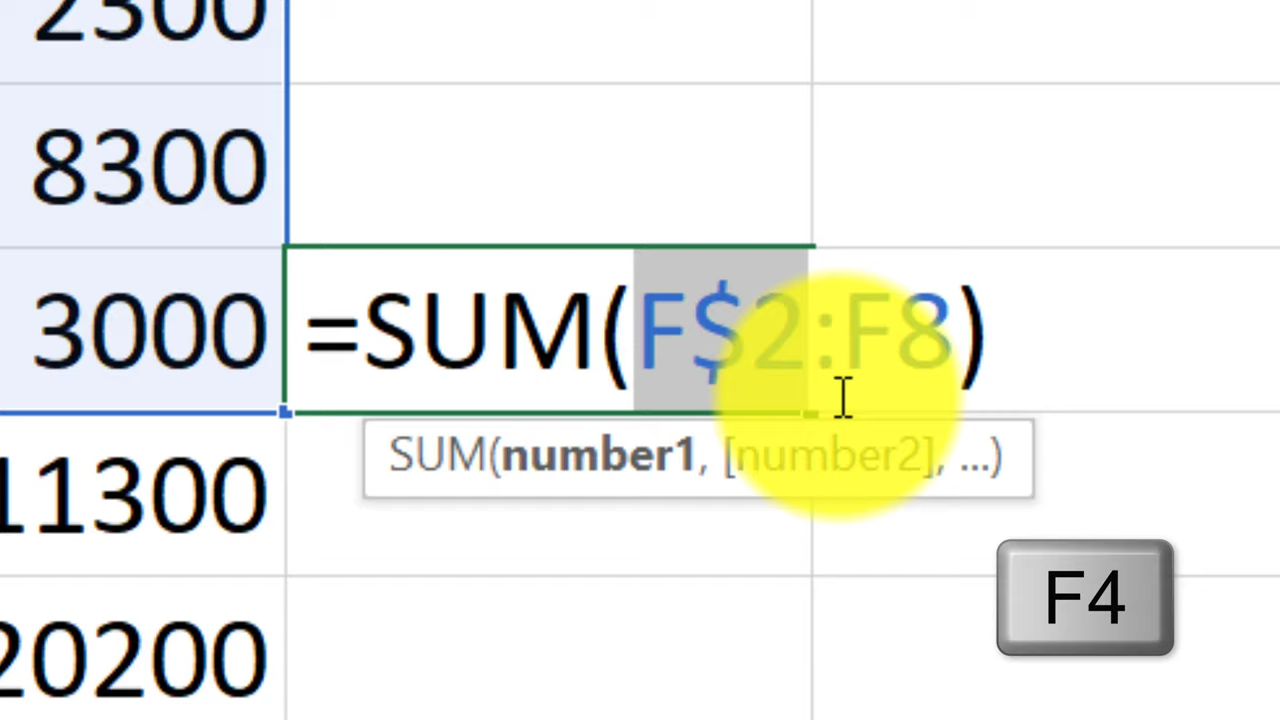 2300
8300
3000 =SUM(F$2:F8)
SUM(number1, [number2], ...)
11300
F4
20200